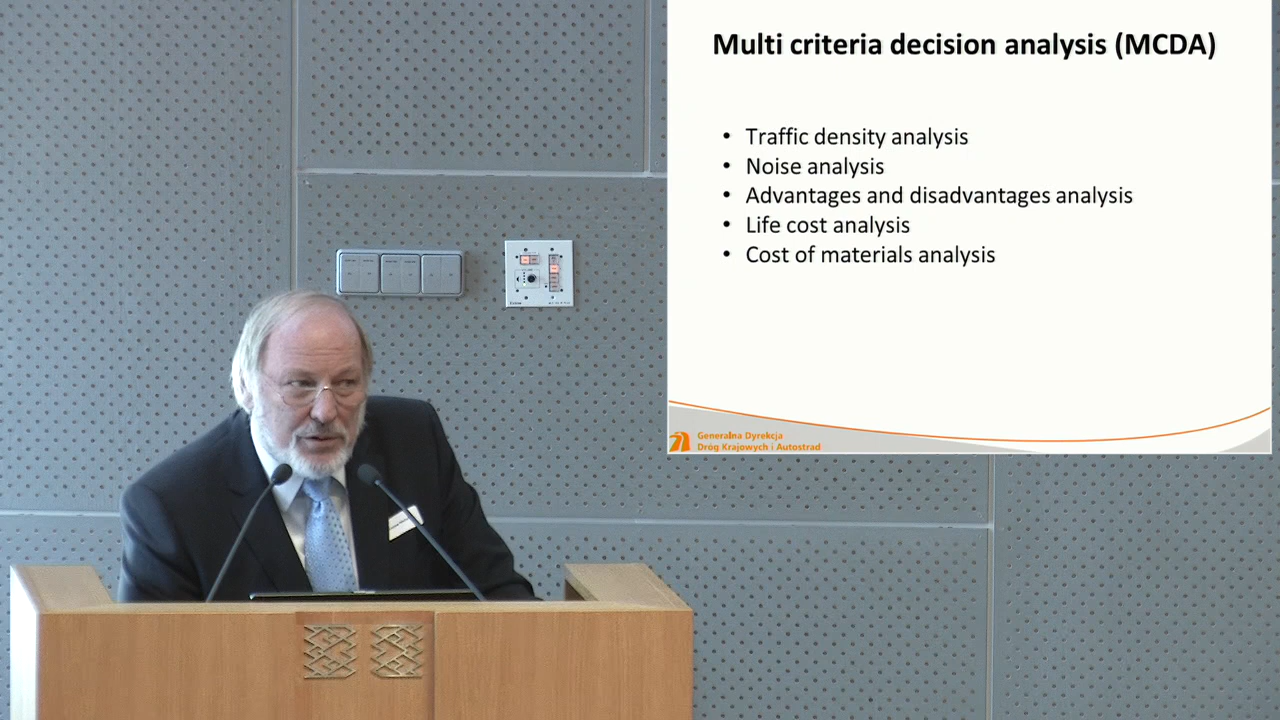 Multi criteria decision analysis (MCDA)
• Traffic density analysis
• Noise analysis
• Advantages and disadvantages analysis
• Life cost analysis
• Cost of materials analysis
Generalna Dyrekcja
Dróg Krajowych i Autostrad